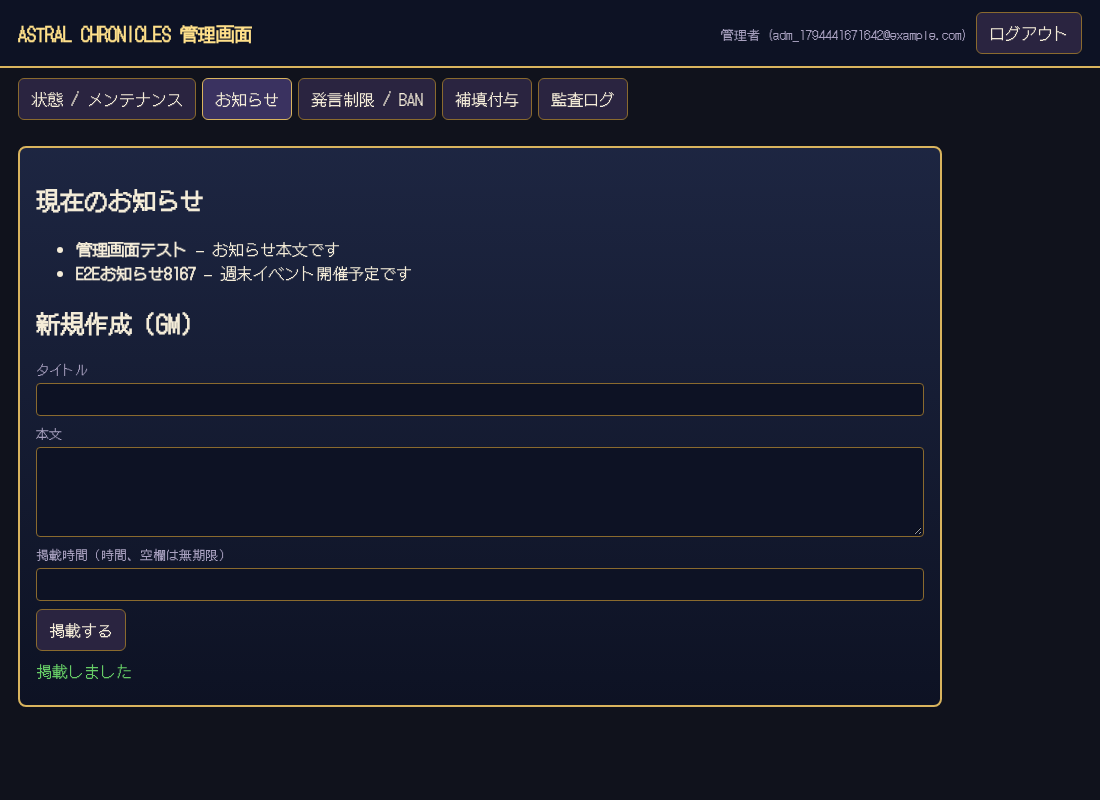 ASTRAL CHRONICLES 管理画面
管理者 (adm_1794441671642@example.com)
ログアウト
状態 / メンテナンス
お知らせ
発言制限 / BAN
補填付与
監査ログ
現在のお知らせ
管理画面テスト — お知らせ本文です
E2Eお知らせ8167 — 週末イベント開催予定です
新規作成（GM）
タイトル
本文
掲載時間（時間、空欄は無期限）
掲載する
掲載しました